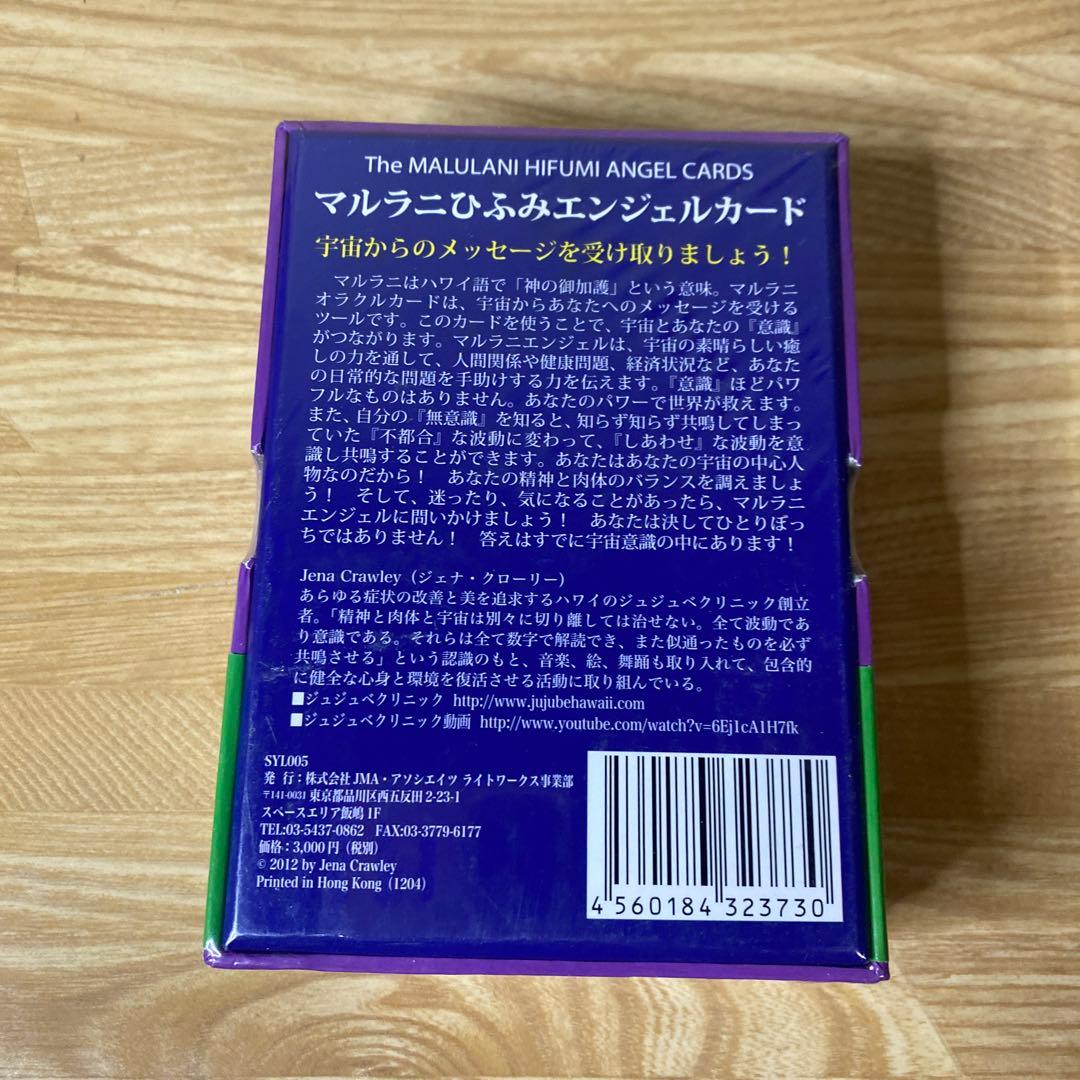 The MALULANI HIFUMI ANGEL CARDS
マルラニひふみエンジェルカード
宇宙からのメッセージを受け取りましょう！
マルラニはハワイ語で「神の御加護」という意味。マルラニ
オラクルカードは、宇宙からあなたへのメッセージを受ける
ツールです。このカードを使うことで、宇宙とあなたの『意識』
がつながります。マルラニエンジェルは、宇宙の素晴らしい癒
しの力を通して、人間関係や健康問題、経済状況など、あなた
の日常的な問題を手助けする力を伝えます。『意識』ほどパワ
フルなものはありません。あなたのパワーで世界が救えます。
また、自分の『無意識』を知ると、知らず知らず共鳴してしまっ
ていた『不都合』な波動に変わって、『しあわせ』な波動を意
識し共鳴することができます。あなたはあなたの宇宙の中心人
物なのだから！　あなたの精神と肉体のバランスを調えましょ
う！　そして、迷ったり、気になることがあったら、マルラニ
エンジェルに問いかけましょう！　あなたは決してひとりぼっ
ちではありません！　答えはすでに宇宙意識の中にあります！
Jena Crawley（ジェナ・クローリー）
あらゆる症状の改善と美を追求するハワイのジュジュベクリニック創立
者。「精神と肉体と宇宙は別々に切り離しては治せない。全て波動であ
り意識である。それらは全て数字で解読でき、また似通ったものを必ず
共鳴させる」という認識のもと、音楽、絵、舞踊も取り入れて、包含的
に健全な心身と環境を復活させる活動に取り組んでいる。
■ジュジュベクリニック http://www.jujubehawaii.com
■ジュジュベクリニック動画 http://www.youtube.com/watch?v=6Ej1cA1H7fk
SYL005
発 行：株式会社 JMA・アソシエイツ ライトワークス事業部
〒141-0031 東京都品川区西五反田 2-23-1
スペースエリア飯嶋 1F
TEL:03-5437-0862 FAX:03-3779-6177
価格：3,000円（税別）
© 2012 by Jena Crawley
Printed in Hong Kong（1204）
4 560184 323730